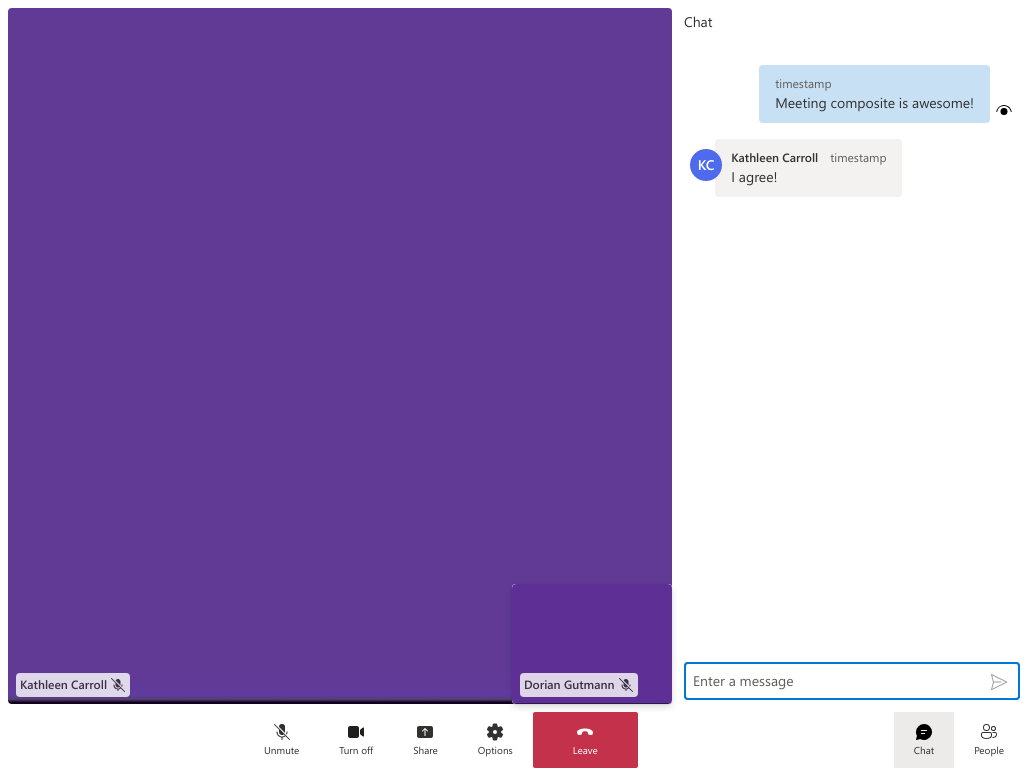 Chat
timestamp
Meeting composite is awesome!
KC
Kathleen Carroll timestamp
I agree!
Kathleen Carroll
Dorian Gutmann
Enter a message
Unmute
Turn off
Share
Options
Leave
Chat
People